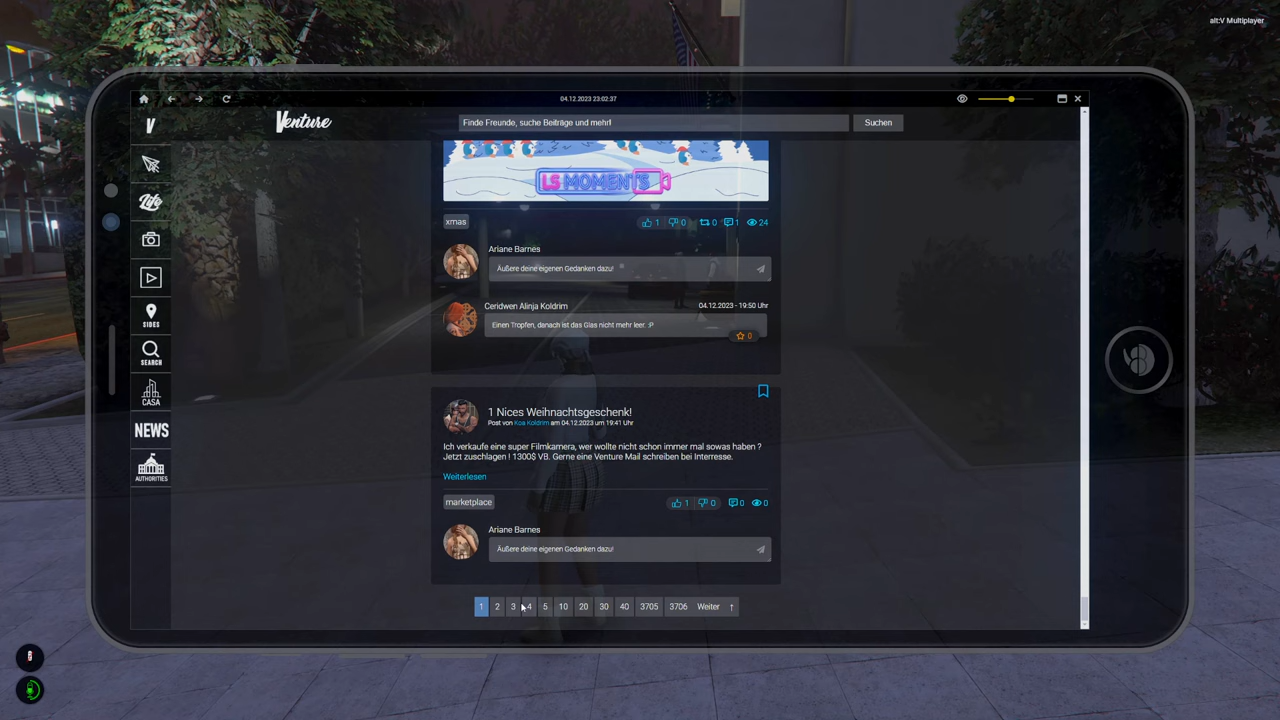 alt:V Multiplayer
04.12.2023 23:02:37
V
Venture
Finde Freunde, suche Beiträge und mehr!
Suchen
Life
SIDES
SEARCH
CASA
NEWS
AUTHORITIES
LS MOMENTS
xmas
1
0
0
1
24
Ariane Barnes
Äußere deine eigenen Gedanken dazu!
Ceridwen Alinja Koldrim
04.12.2023 - 19:50 Uhr
Einen Tropfen, danach ist das Glas nicht mehr leer. :P
0
1 Nices Weihnachtsgeschenk!
Post von Koa Koldrim am 04.12.2023 um 19:41 Uhr
Ich verkaufe eine super Filmkamera, wer wollte nicht schon immer mal sowas haben ?
Jetzt zuschlagen ! 1300$ VB. Gerne eine Venture Mail schreiben bei Interresse.
Weiterlesen
marketplace
1
0
0
0
Ariane Barnes
Äußere deine eigenen Gedanken dazu!
1 2 3 4 5 10 20 30 40 3705 3706 Weiter ↑